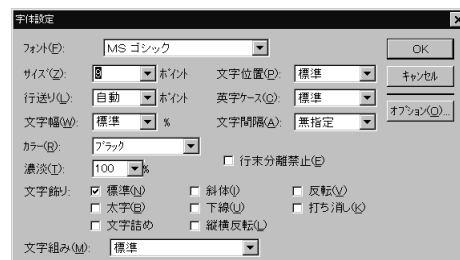 字体設定
フォント(F): MS ゴシック OK
サイズ(Z): ポイント 文字位置(P): 標準 キャンセル
行送り(L): 自動 ポイント 英字ケース(C): 標準 オプション(O)...
文字幅(W): 標準 % 文字間隔(A): 無指定
カラー(R): ブラック
濃淡(T): 100 % 行末分離禁止(E)
文字飾り: 標準(N) 斜体(I) 反転(V)
太字(B) 下線(U) 打ち消し(K)
文字詰め 縦横反転(L)
文字組み(M): 標準